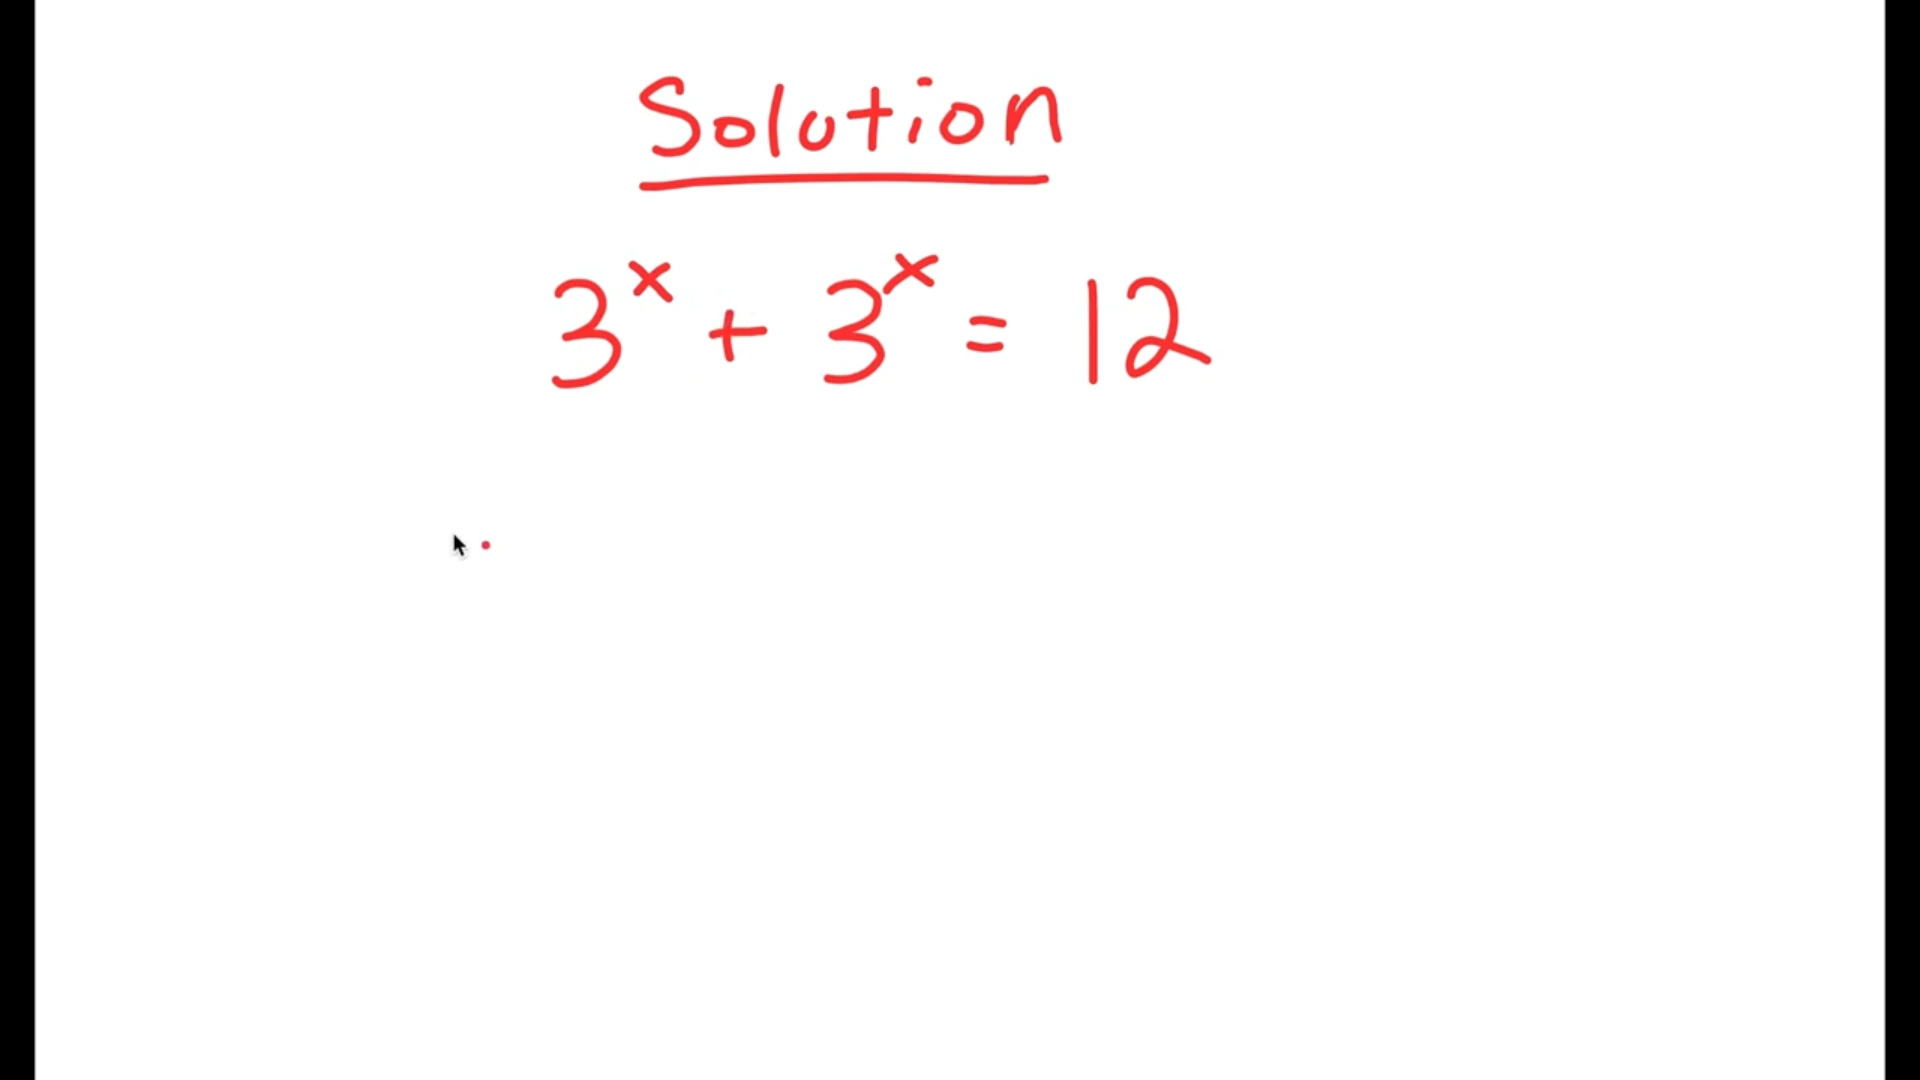 Solution
3^x + 3^x = 12